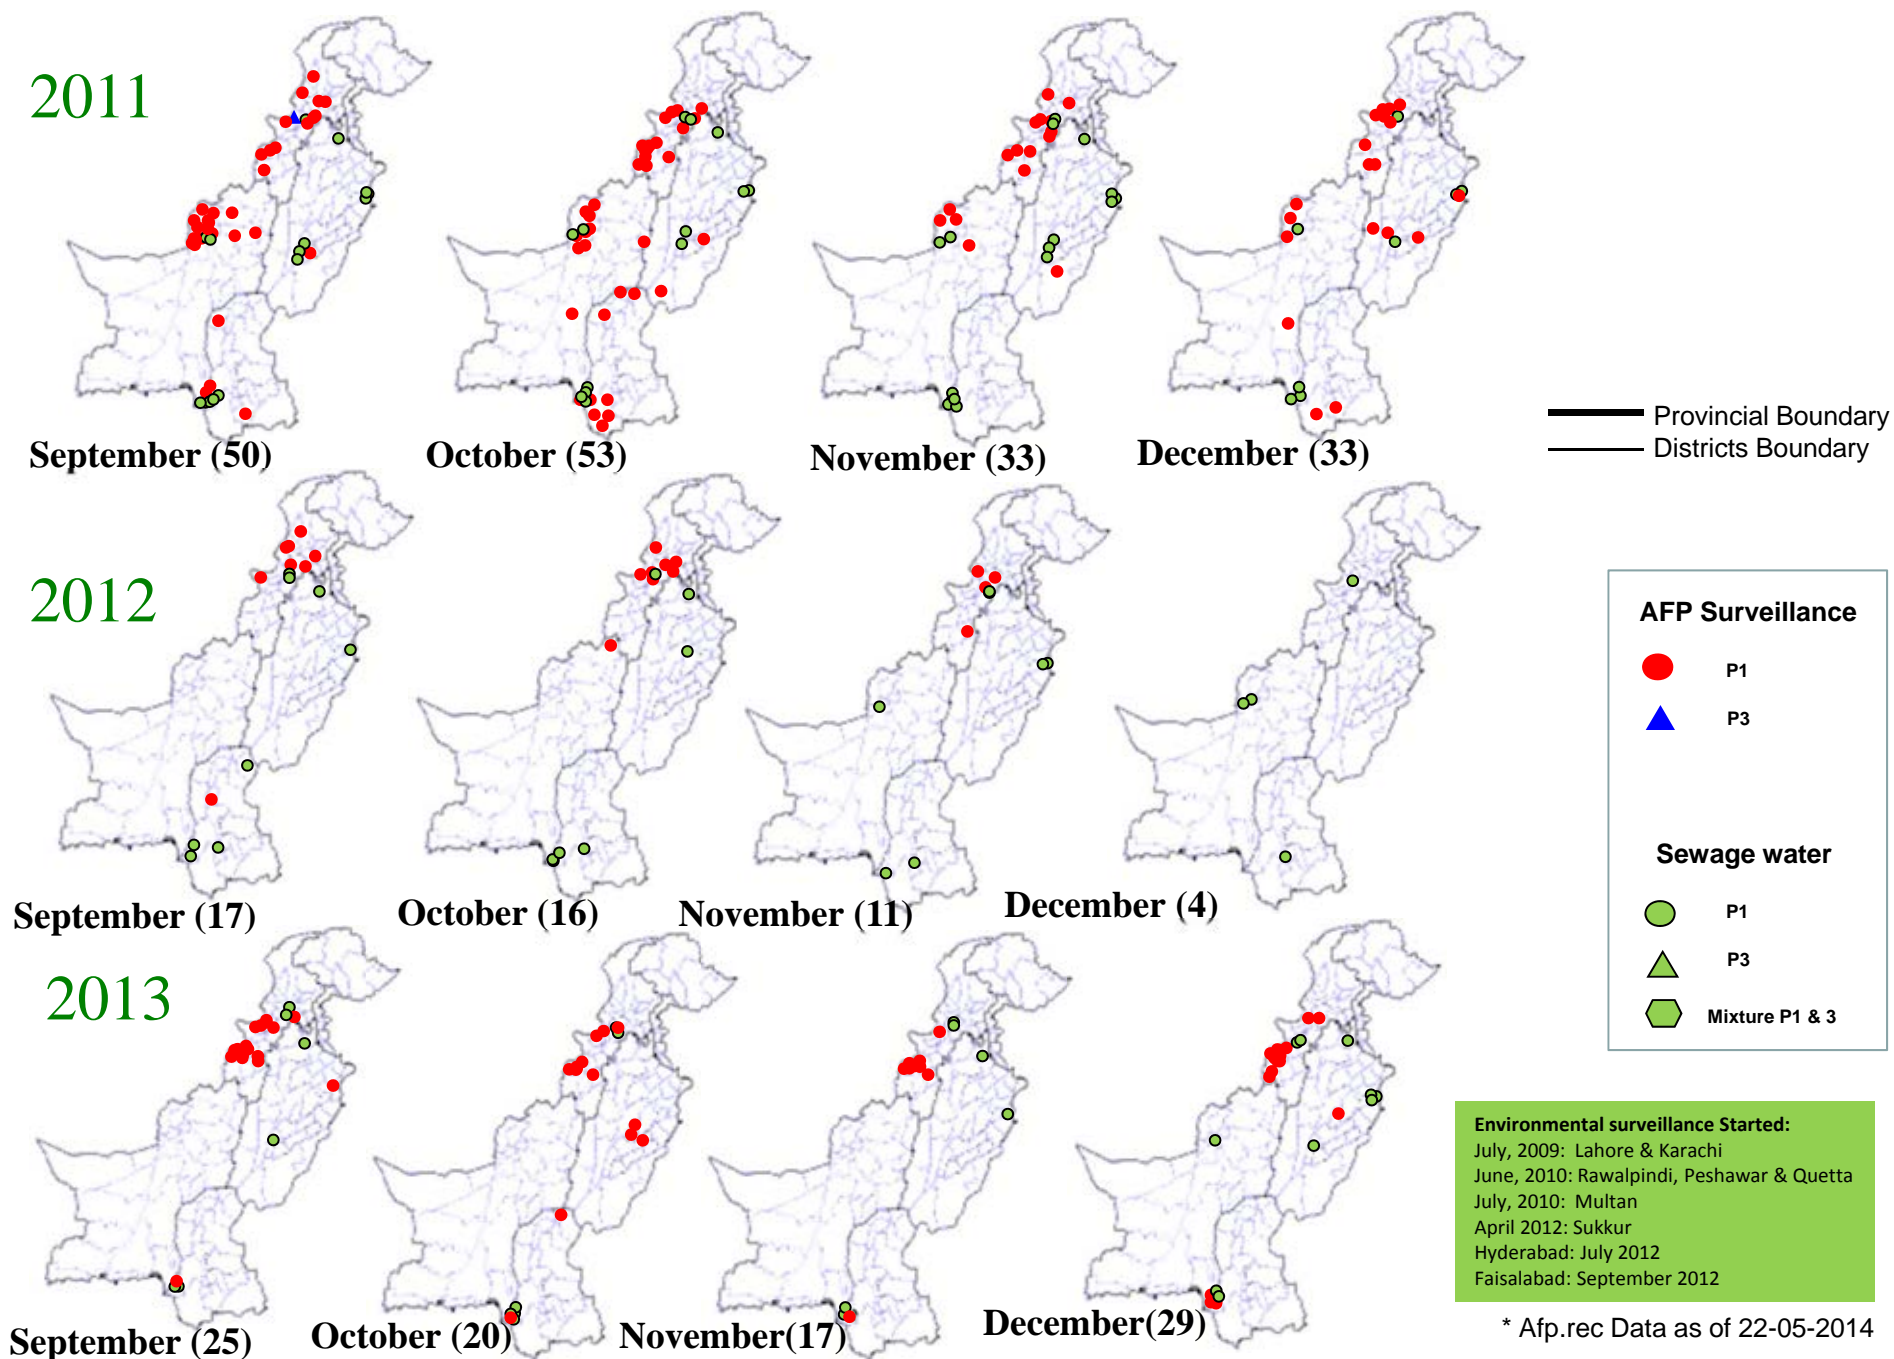 2011
September (50)
October (53)
November (33)
December (33)
Provincial Boundary
Districts Boundary
2012
September (17)
October (16)
November (11)
December (4)
AFP Surveillance
P1
P3
Sewage water
P1
P3
Mixture P1 & 3
2013
September (25)
October (20)
November(17)
December(29)
Environmental surveillance Started:
July, 2009: Lahore & Karachi
June, 2010: Rawalpindi, Peshawar & Quetta
July, 2010: Multan
April 2012: Sukkur
Hyderabad: July 2012
Faisalabad: September 2012
* Afp.rec Data as of 22-05-2014